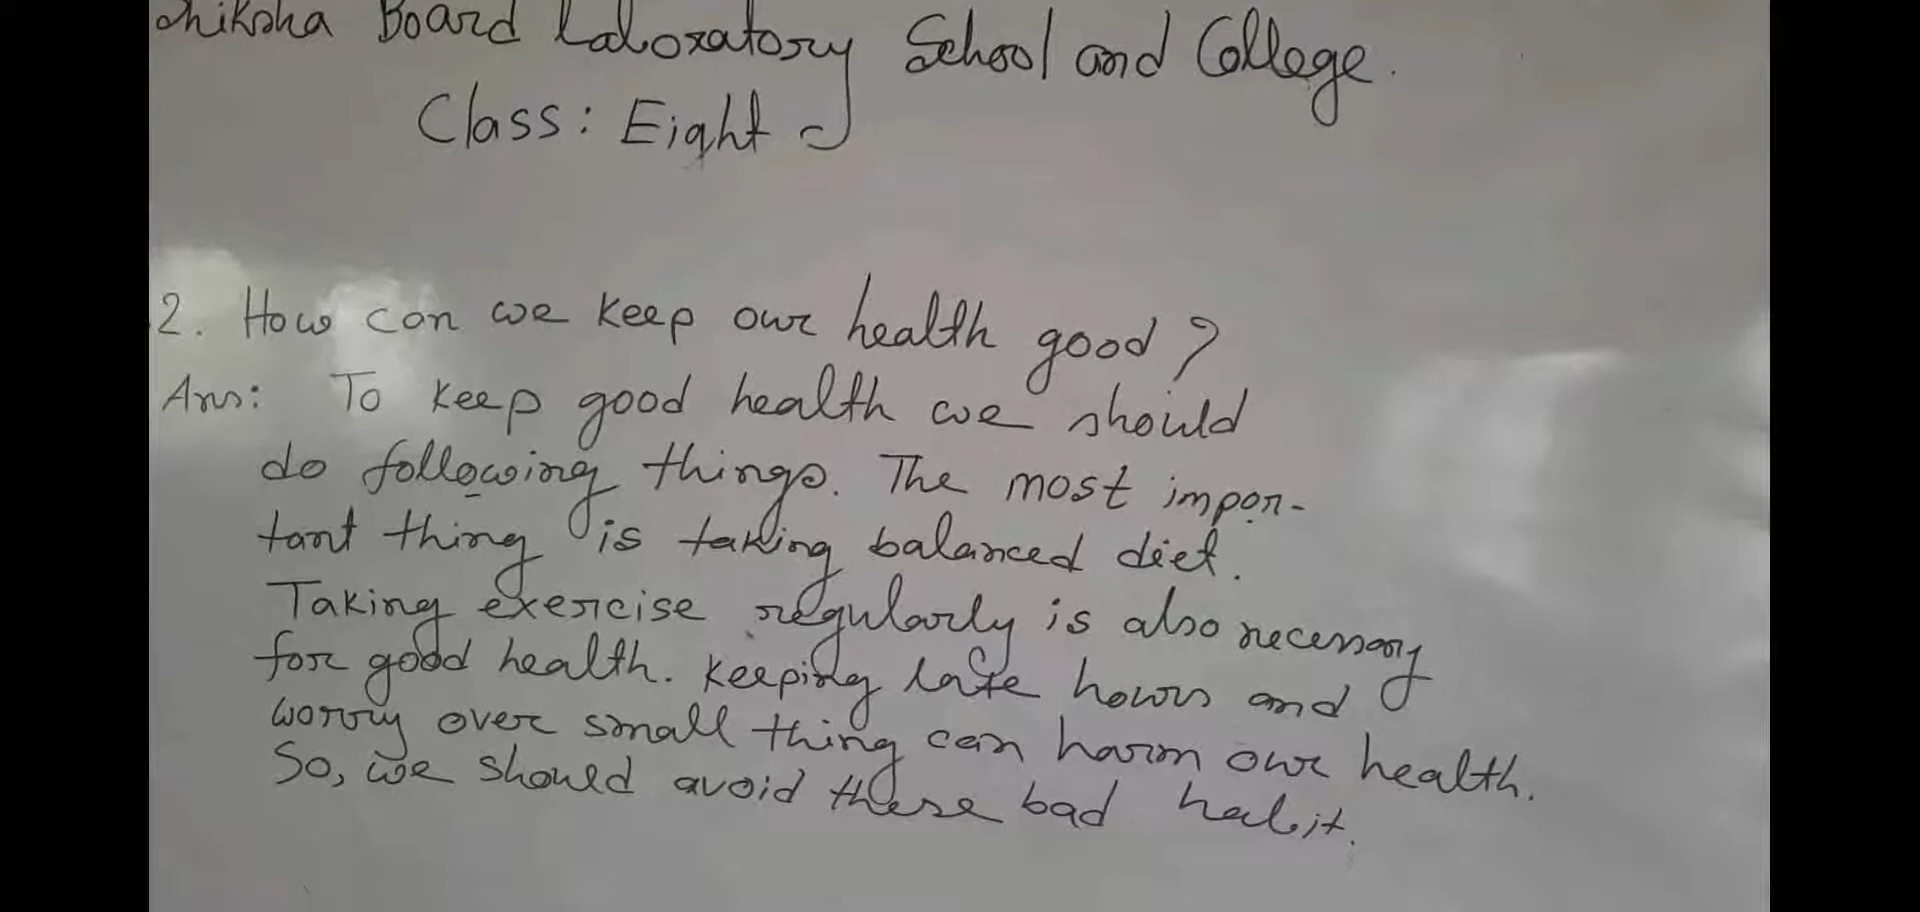 Shiksha Board Laboratory School and College.
Class: Eight
2. How can we keep our health good?
Ans: To keep good health we should
do following things. The most impor-
tant thing is taking balanced diet.
Taking exercise regularly is also necessary
for good health. Keeping late hours and
worry over small thing can harm our health.
So, we should avoid these bad habit.